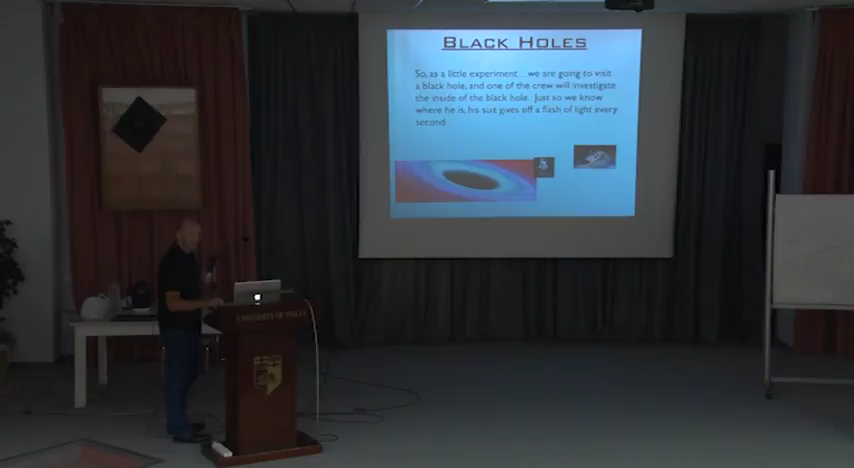 BLACK HOLES
So, as a little experiment... we are going to visit
a black hole, and one of the crew will investigate
the inside of the black hole. Just so we know
where he is, his suit gives off a flash of light every
second.
UNIVERSITY OF MALTA